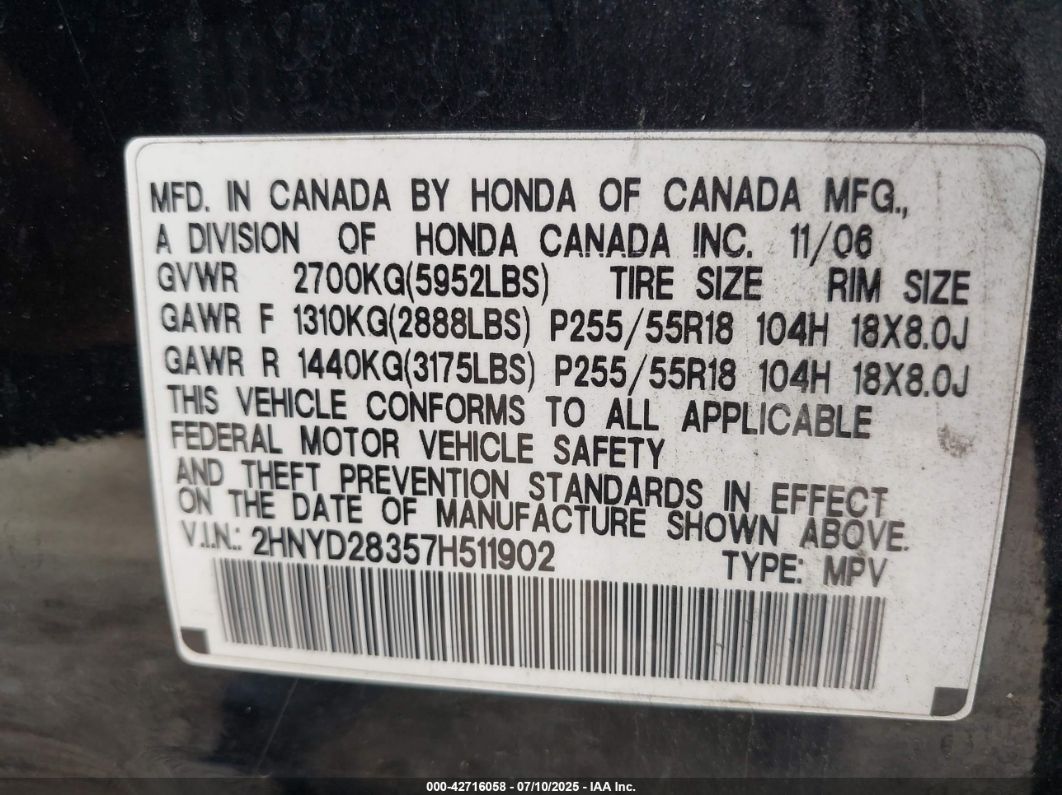 MFD. IN CANADA BY HONDA OF CANADA MFG.,
A DIVISION OF HONDA CANADA INC. 11/06
GVWR 2700KG(5952LBS) TIRE SIZE RIM SIZE
GAWR F 1310KG(2888LBS) P255/55R18 104H 18X8.0J
GAWR R 1440KG(3175LBS) P255/55R18 104H 18X8.0J
THIS VEHICLE CONFORMS TO ALL APPLICABLE
FEDERAL MOTOR VEHICLE SAFETY
AND THEFT PREVENTION STANDARDS IN EFFECT
ON THE DATE OF MANUFACTURE SHOWN ABOVE.
V.I.N.: 2HNYD28357H511902 TYPE: MPV
000-42716058 - 07/10/2025 - IAA Inc.